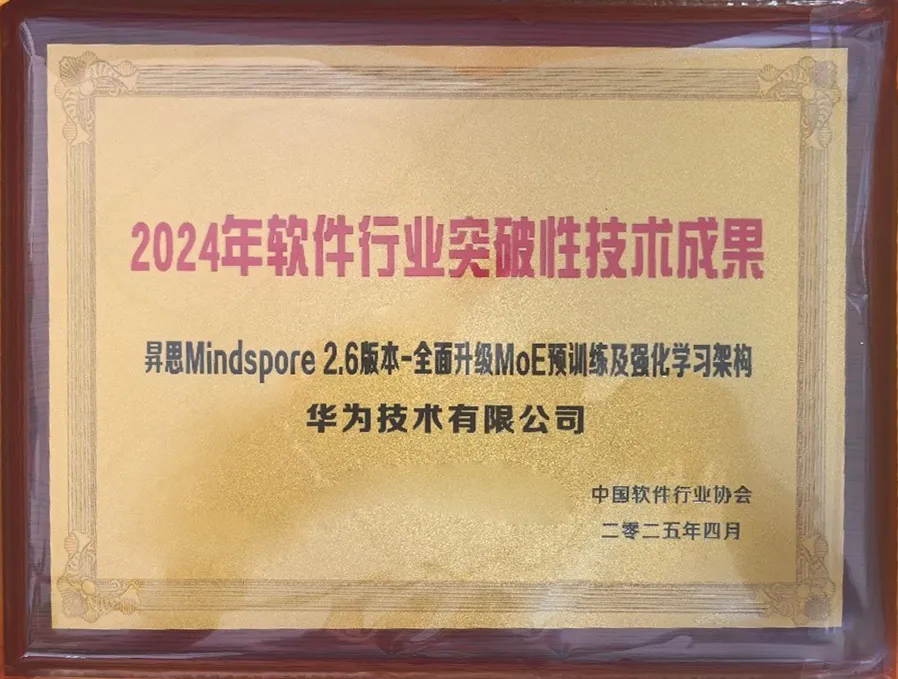 2024年软件行业突破性技术成果
昇思Mindspore 2.6版本-全面升级MoE预训练及强化学习架构
华为技术有限公司
中国软件行业协会
二零二五年四月